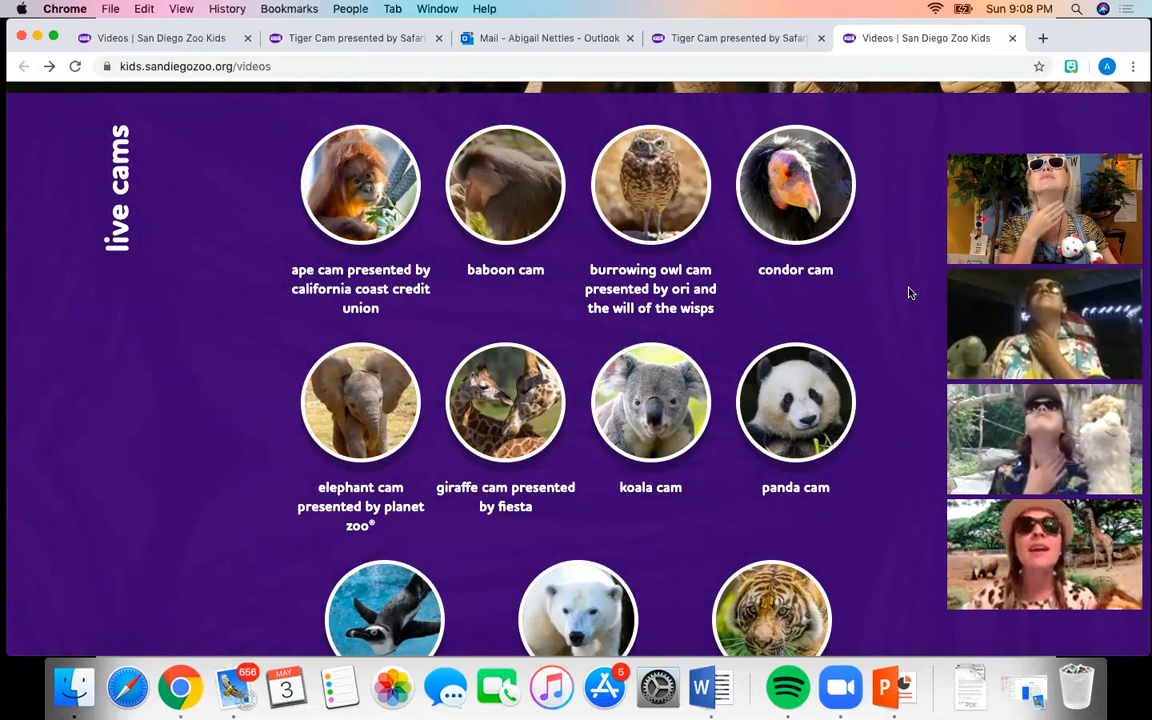 Chrome File Edit View History Bookmarks People Tab Window Help Sun 9:08 PM
Videos | San Diego Zoo Kids Tiger Cam presented by Safari Mail - Abigail Nettles - Outlook Tiger Cam presented by Safari Videos | San Diego Zoo Kids
kids.sandiegozoo.org/videos A
live cams
ape cam presented by
california coast credit
union
baboon cam
burrowing owl cam
presented by ori and
the will of the wisps
condor cam
elephant cam
presented by planet
zoo®
giraffe cam presented
by fiesta
koala cam
panda cam
656
MAY
3
5
W
P
PDF